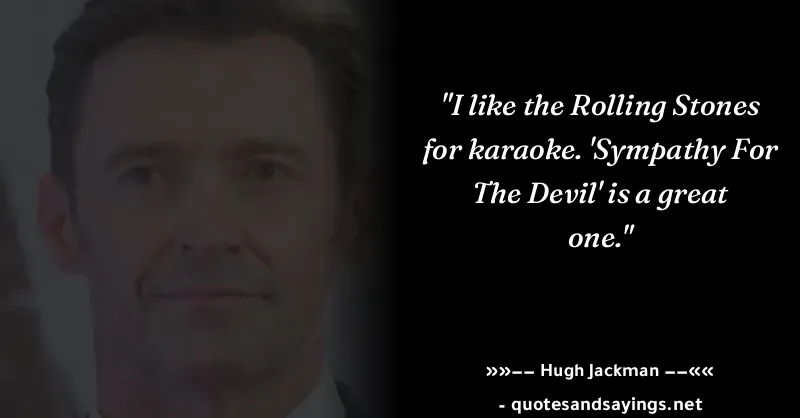 "I like the Rolling Stones
for karaoke. 'Sympathy For
The Devil' is a great
one."
»»−− Hugh Jackman −−««
- quotesandsayings.net